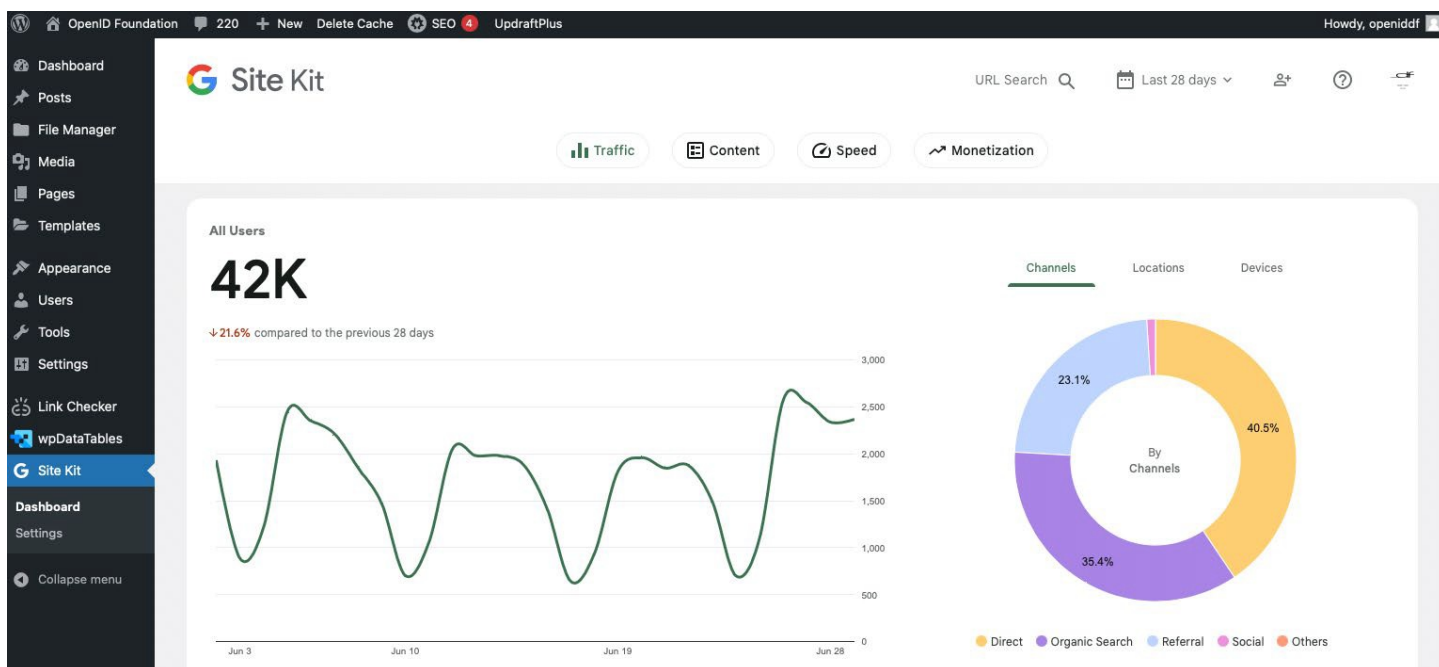 OpenID Foundation 220 New Delete Cache SEO 4 UpdraftPlus Howdy, openiddf
Dashboard
Posts
File Manager
Media
Pages
Templates
Appearance
Users
Tools
Settings
Link Checker
wpDataTables
Site Kit
Dashboard
Settings
Collapse menu
G Site Kit
URL Search Last 28 days
Traffic Content Speed Monetization
All Users
42K
↓21.6% compared to the previous 28 days
3,000
2,500
2,000
1,500
1,000
500
0
Jun 3 Jun 10 Jun 19 Jun 28
Channels Locations Devices
23.1%
40.5%
By
Channels
35.4%
Direct Organic Search Referral Social Others